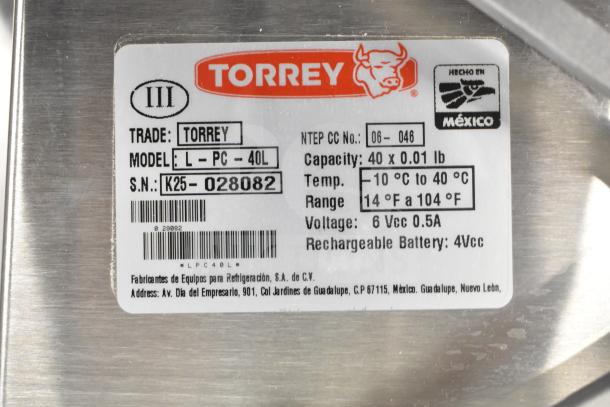 TORREY ®
HECHO EN
MÉXICO
III
TRADE: TORREY
MODEL: L - PC - 40L
S.N.: K25- 028082
0 28082
*LPC40L*
NTEP CC No.: 06- 046
Capacity: 40 x 0.01 lb
Temp. -10 °C to 40 °C
Range 14 °F a 104 °F
Voltage: 6 Vcc 0.5A
Rechargeable Battery: 4Vcc
Fabricantes de Equipos para Refrigeración, S.A. de C.V.
Address: Av. Día del Empresario, 901, Col Jardines de Guadalupe, C.P 67115, México. Guadalupe, Nuevo León,